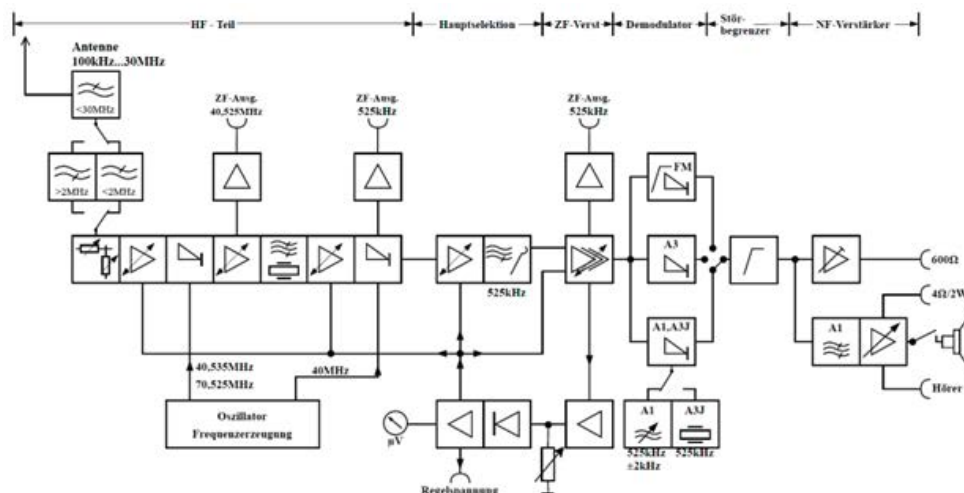 HF - Teil
Hauptselektion
ZF-Verst
Demodulator
Stör-
begrenzer
NF-Verstärker
Antenne
100kHz...30MHz
<30MHz
>2MHz
<2MHz
ZF-Ausg.
40,525MHz
ZF-Ausg.
525kHz
ZF-Ausg.
525kHz
FM
A3
A1,A3J
525kHz
600Ω
4Ω/2W
A1
Hörer
40,535MHz
70,525MHz
40MHz
Oszillator
Frequenzerzeugung
µV
Regelspannung
A1
A3J
525kHz
±2kHz
525kHz